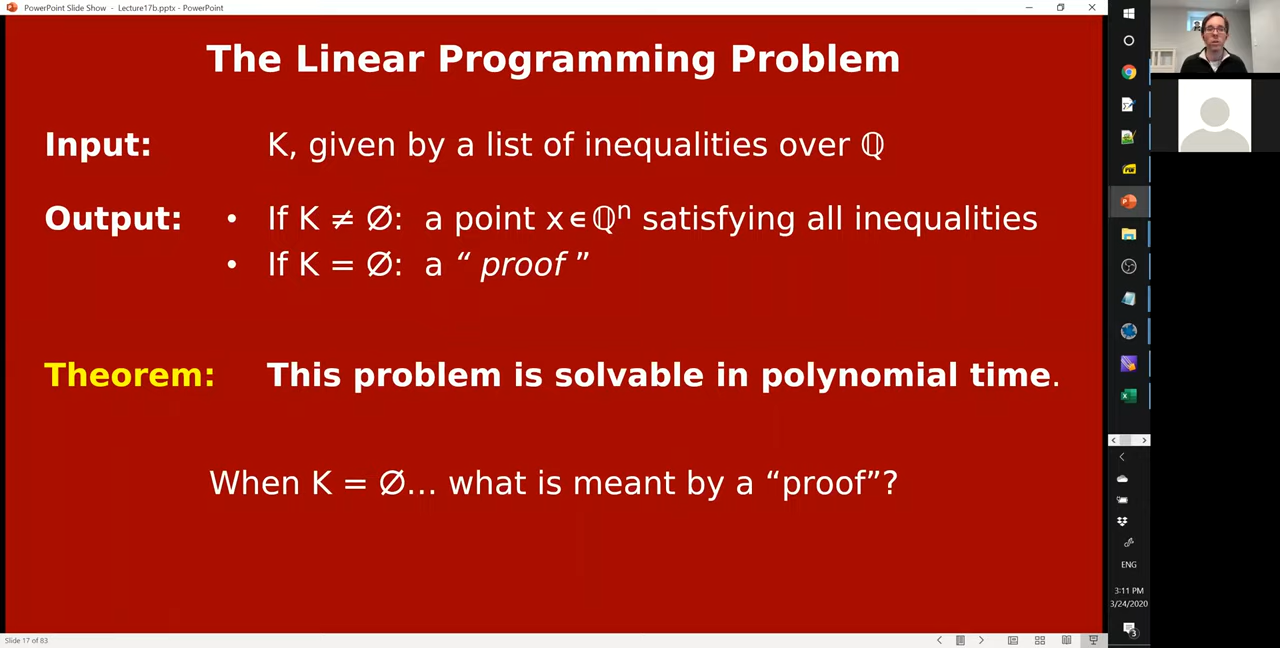 PowerPoint Slide Show - Lecture17b.pptx - PowerPoint
The Linear Programming Problem
Input: K, given by a list of inequalities over ℚ
Output: • If K ≠ ∅: a point x∊ℚⁿ satisfying all inequalities
• If K = ∅: a “ proof ”
Theorem: This problem is solvable in polynomial time.
When K = ∅… what is meant by a “proof”?
Slide 17 of 83
ENG
3:11 PM
3/24/2020
3